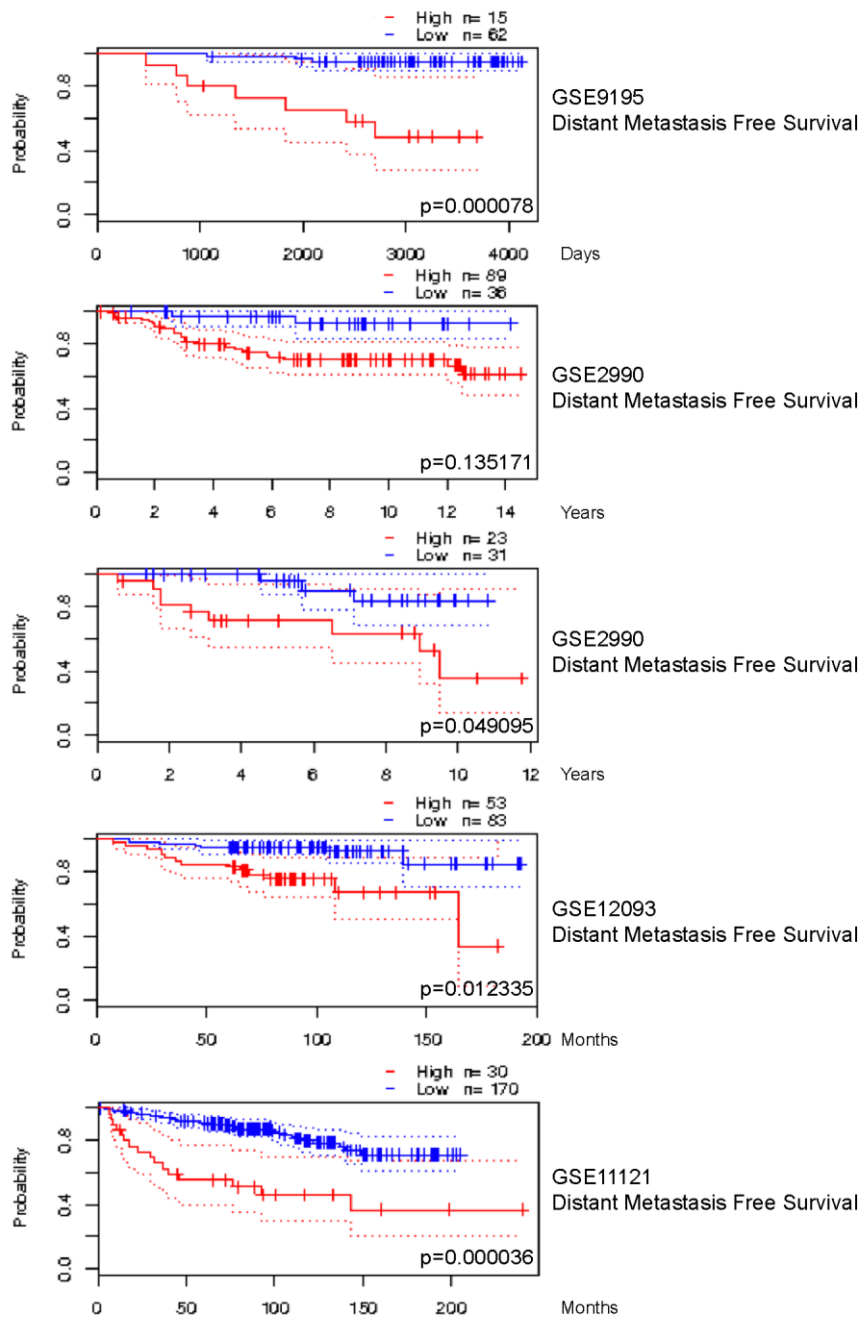 High n= 15
Low n= 62
Probability
0.8
0.4
0.0
p=0.000078
0 1000 2000 3000 4000 Days
GSE9195
Distant Metastasis Free Survival
High n= 89
Low n= 36
Probability
0.8
0.4
0.0
p=0.135171
0 2 4 6 8 10 12 14 Years
GSE2990
Distant Metastasis Free Survival
High n= 23
Low n= 31
Probability
0.8
0.4
0.0
p=0.049095
0 2 4 6 8 10 12 Years
GSE2990
Distant Metastasis Free Survival
High n= 53
Low n= 83
Probability
0.8
0.4
0.0
p=0.012335
0 50 100 150 200 Months
GSE12093
Distant Metastasis Free Survival
High n= 30
Low n= 170
Probability
0.8
0.4
0.0
p=0.000036
0 50 100 150 200 Months
GSE11121
Distant Metastasis Free Survival